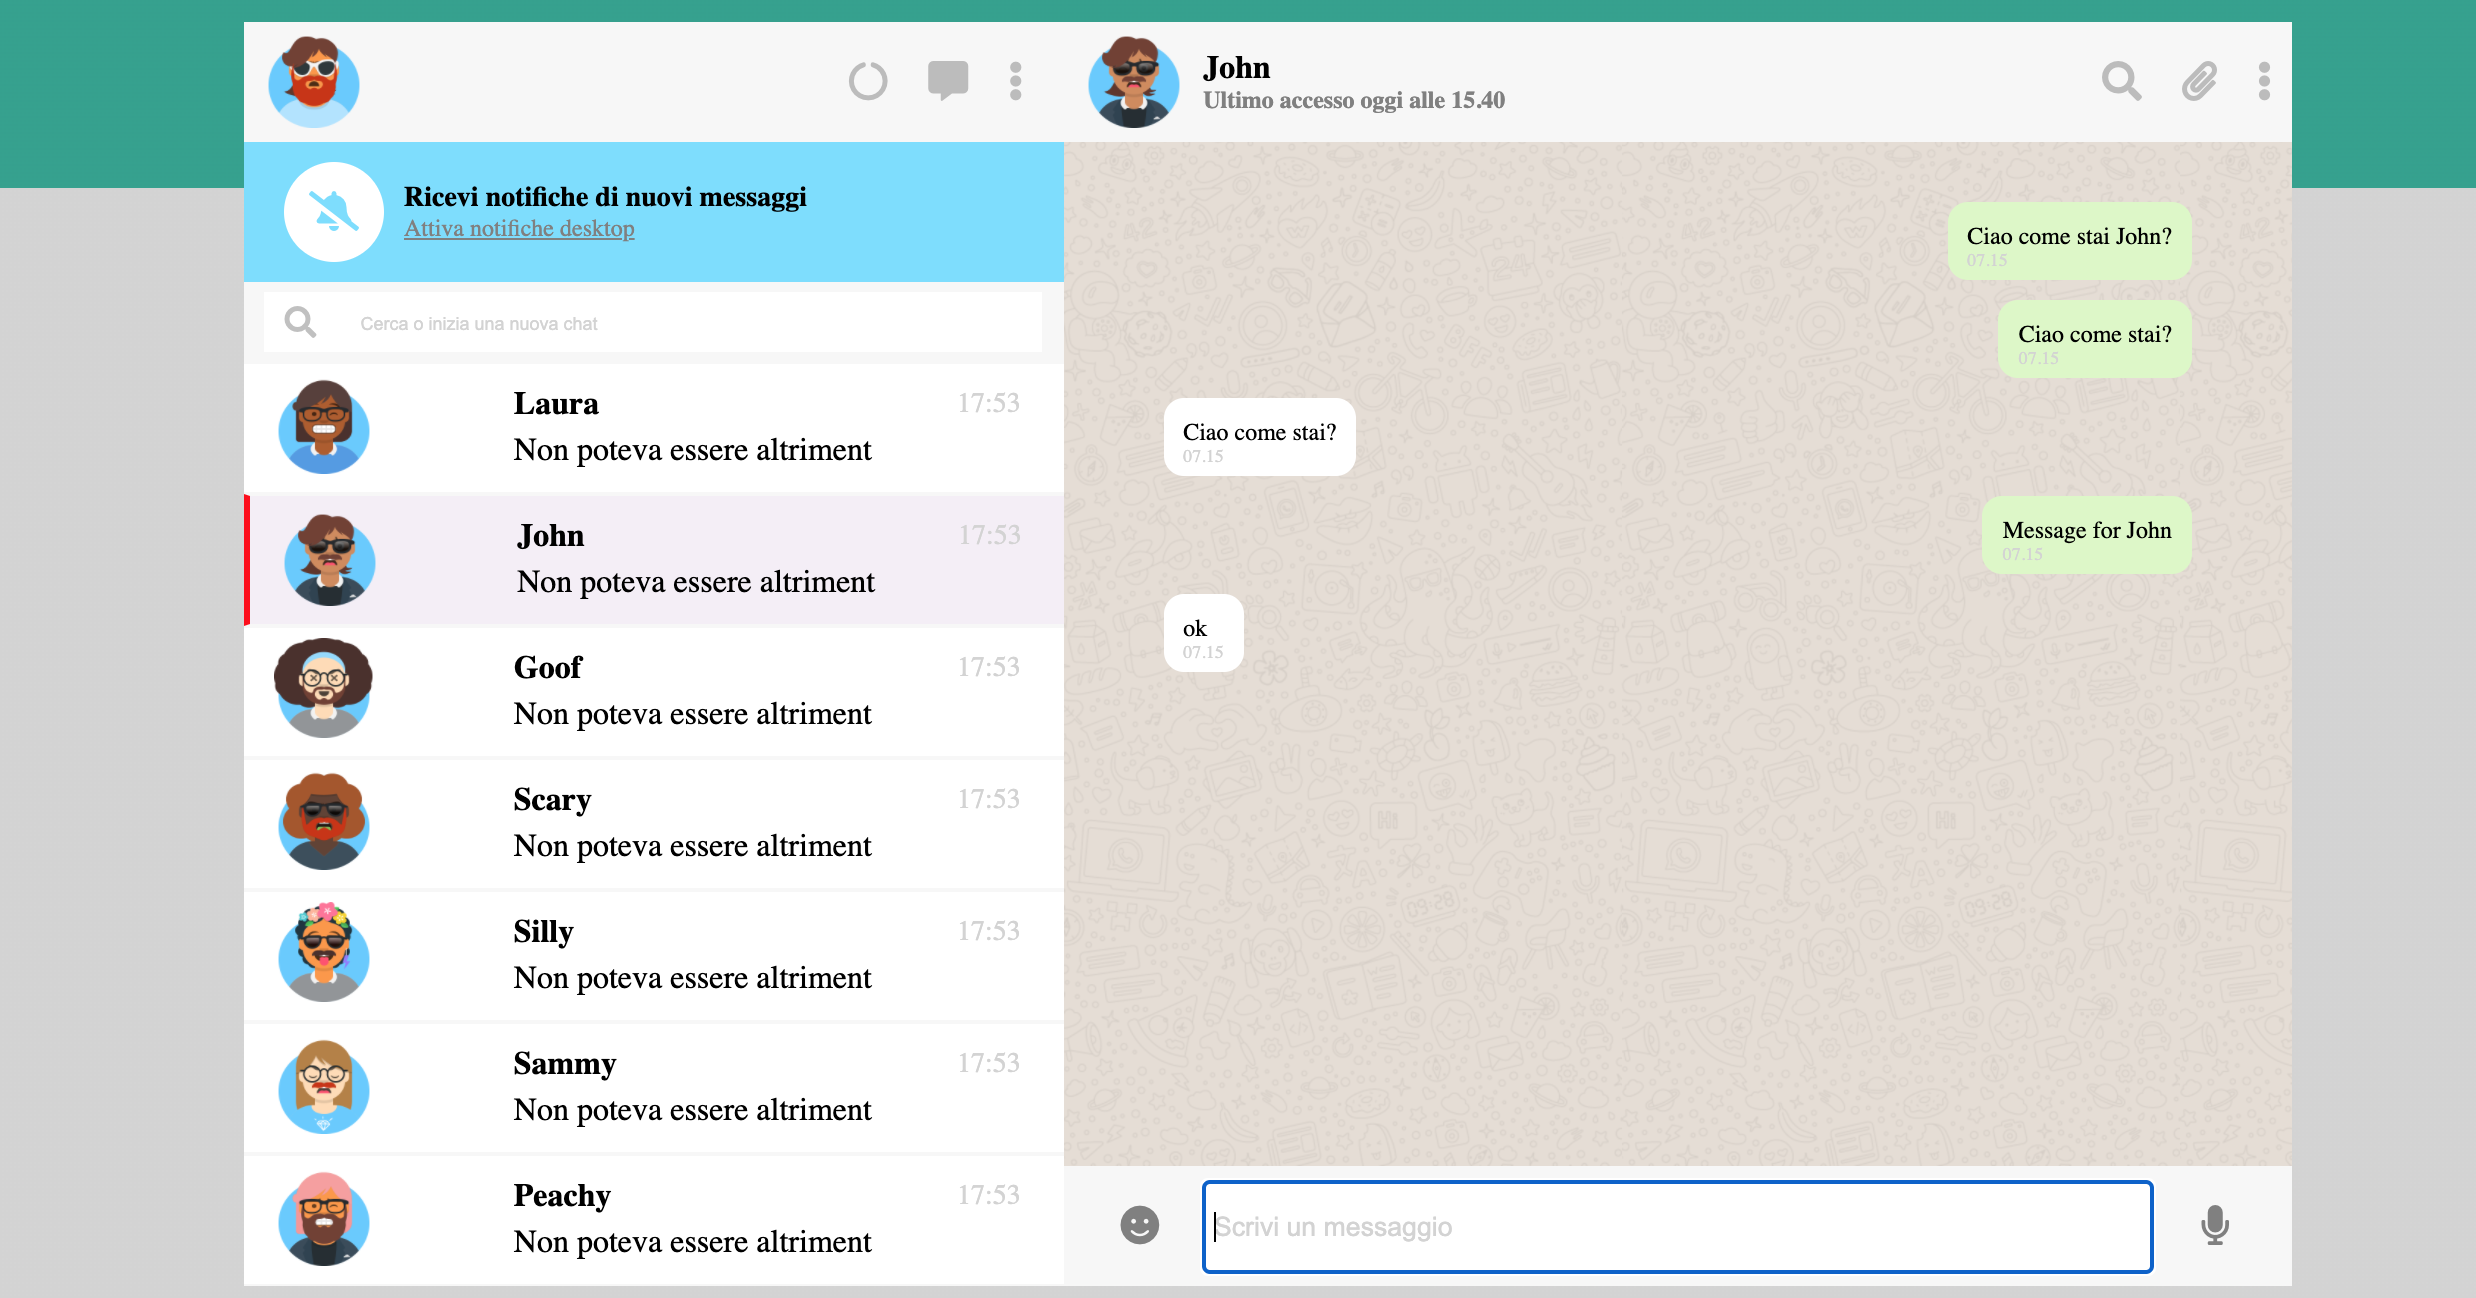 John
Ultimo accesso oggi alle 15.40
Ricevi notifiche di nuovi messaggi
Attiva notifiche desktop
Cerca o inizia una nuova chat
Laura
17:53
Non poteva essere altriment
John
17:53
Non poteva essere altriment
Goof
17:53
Non poteva essere altriment
Scary
17:53
Non poteva essere altriment
Silly
17:53
Non poteva essere altriment
Sammy
17:53
Non poteva essere altriment
Peachy
17:53
Non poteva essere altriment
Ciao come stai John?
07.15
Ciao come stai?
07.15
Ciao come stai?
07.15
Message for John
07.15
ok
07.15
Scrivi un messaggio